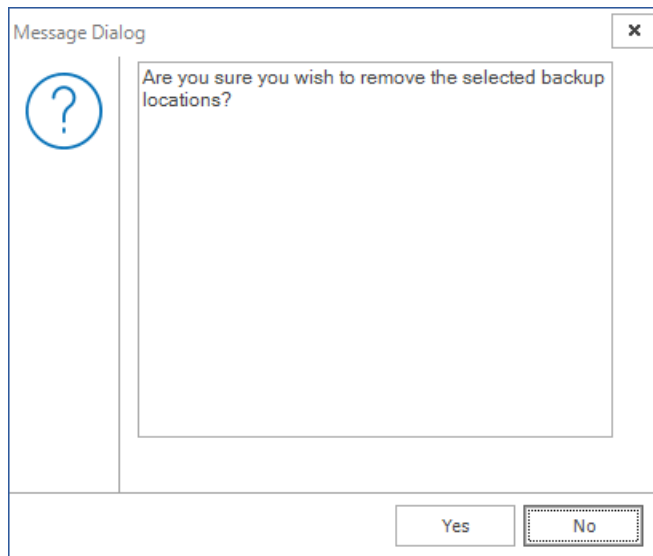 Message Dialog
Are you sure you wish to remove the selected backup
locations?
Yes
No